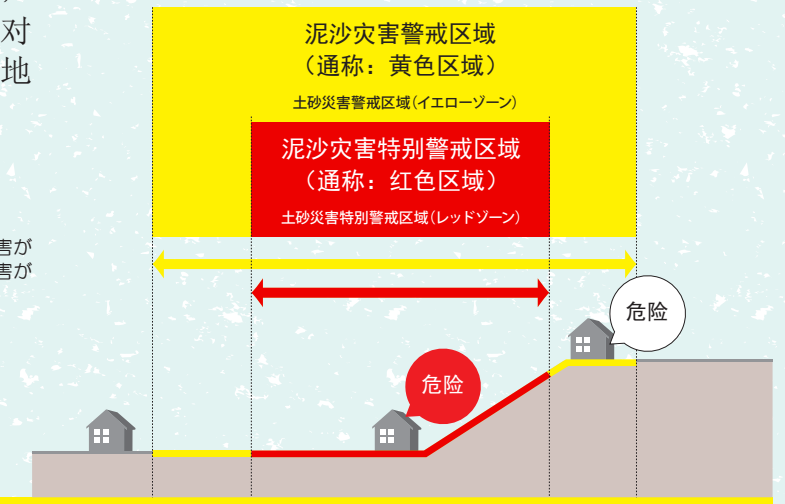 对
地
泥沙灾害警戒区域
（通称：黄色区域）
土砂災害警戒区域（イエローゾーン）
泥沙灾害特别警戒区域
（通称：红色区域）
土砂災害特別警戒区域（レッドゾーン）
害が
害が
危险
危险